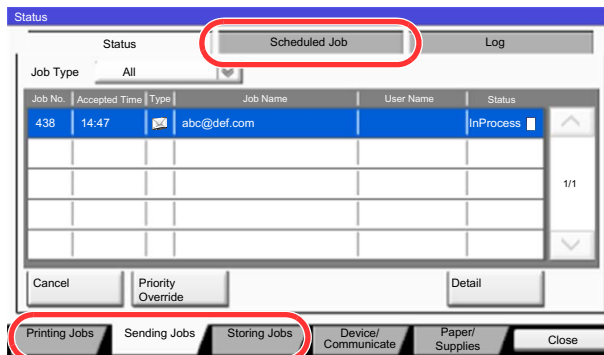 Status
Status Scheduled Job Log
Job Type All
Job No. Accepted Time Type Job Name User Name Status
438 14:47 abc@def.com InProcess
1/1
Cancel Priority Override Detail
Printing Jobs Sending Jobs Storing Jobs Device/ Communicate Paper/ Supplies Close